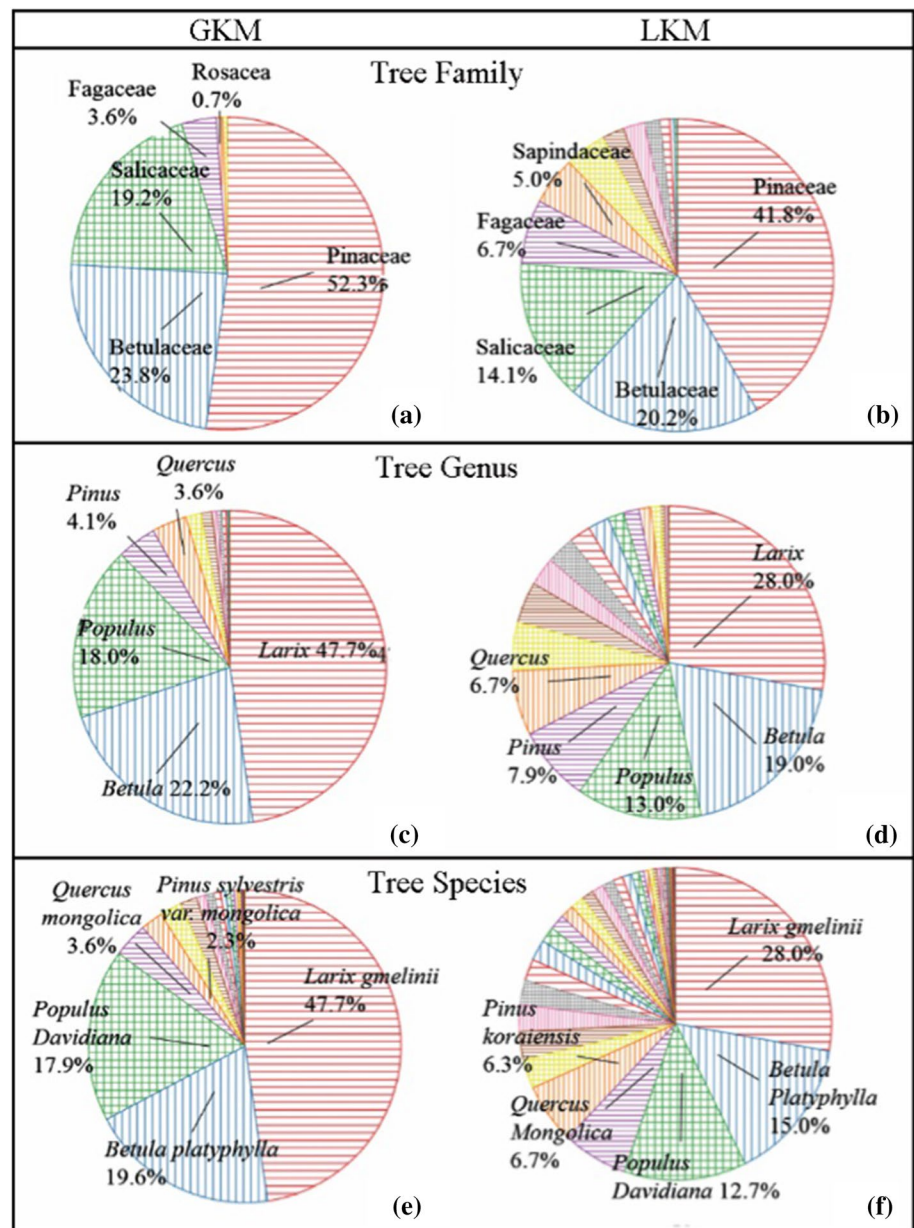 GKM
LKM
Tree Family
Rosacea
0.7%
Fagaceae
3.6%
Salicaceae
19.2%
Pinaceae
52.3%
Betulaceae
23.8%
(a)
Sapindaceae
5.0%
Pinaceae
41.8%
Fagaceae
6.7%
Salicaceae
14.1%
Betulaceae
20.2%
(b)
Tree Genus
Quercus
3.6%
Pinus
4.1%
Populus
18.0%
Larix 47.7%
Betula 22.2%
(c)
Larix
28.0%
Quercus
6.7%
Betula
19.0%
Pinus
7.9%
Populus
13.0%
(d)
Tree Species
Quercus
mongolica
3.6%
Pinus sylvestris
var. mongolica
2.3%
Larix gmelinii
47.7%
Populus
Davidiana
17.9%
Betula platyphylla
19.6%
(e)
Larix gmelinii
28.0%
Pinus
koraiensis
6.3%
Betula
Platyphylla
15.0%
Quercus
Mongolica
6.7%
Populus
Davidiana 12.7%
(f)